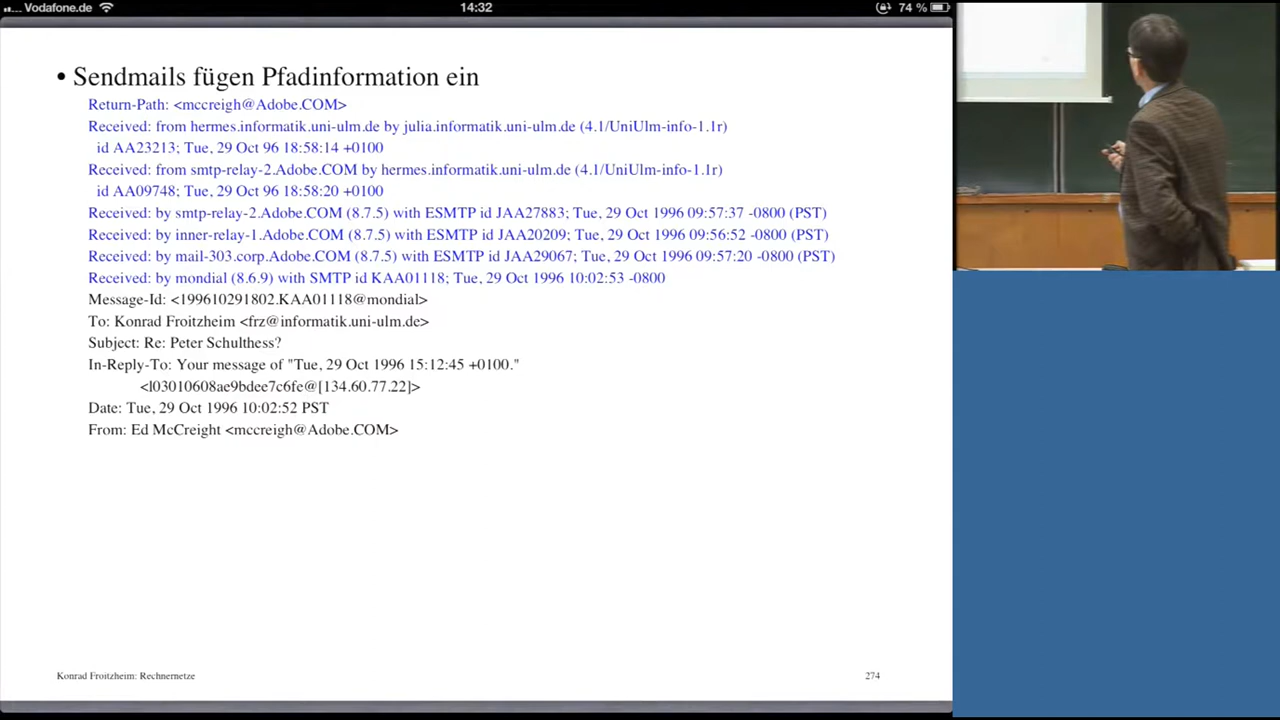 Vodafone.de
14:32
74 %
• Sendmails fügen Pfadinformation ein
Return-Path: <mccreigh@Adobe.COM>
Received: from hermes.informatik.uni-ulm.de by julia.informatik.uni-ulm.de (4.1/UniUlm-info-1.1r)
id AA23213; Tue, 29 Oct 96 18:58:14 +0100
Received: from smtp-relay-2.Adobe.COM by hermes.informatik.uni-ulm.de (4.1/UniUlm-info-1.1r)
id AA09748; Tue, 29 Oct 96 18:58:20 +0100
Received: by smtp-relay-2.Adobe.COM (8.7.5) with ESMTP id JAA27883; Tue, 29 Oct 1996 09:57:37 -0800 (PST)
Received: by inner-relay-1.Adobe.COM (8.7.5) with ESMTP id JAA20209; Tue, 29 Oct 1996 09:56:52 -0800 (PST)
Received: by mail-303.corp.Adobe.COM (8.7.5) with ESMTP id JAA29067; Tue, 29 Oct 1996 09:57:20 -0800 (PST)
Received: by mondial (8.6.9) with SMTP id KAA01118; Tue, 29 Oct 1996 10:02:53 -0800
Message-Id: <199610291802.KAA01118@mondial>
To: Konrad Froitzheim <frz@informatik.uni-ulm.de>
Subject: Re: Peter Schulthess?
In-Reply-To: Your message of "Tue, 29 Oct 1996 15:12:45 +0100."
<l03010608ae9bdee7c6fe@[134.60.77.22]>
Date: Tue, 29 Oct 1996 10:02:52 PST
From: Ed McCreight <mccreigh@Adobe.COM>
Konrad Froitzheim: Rechnernetze
274